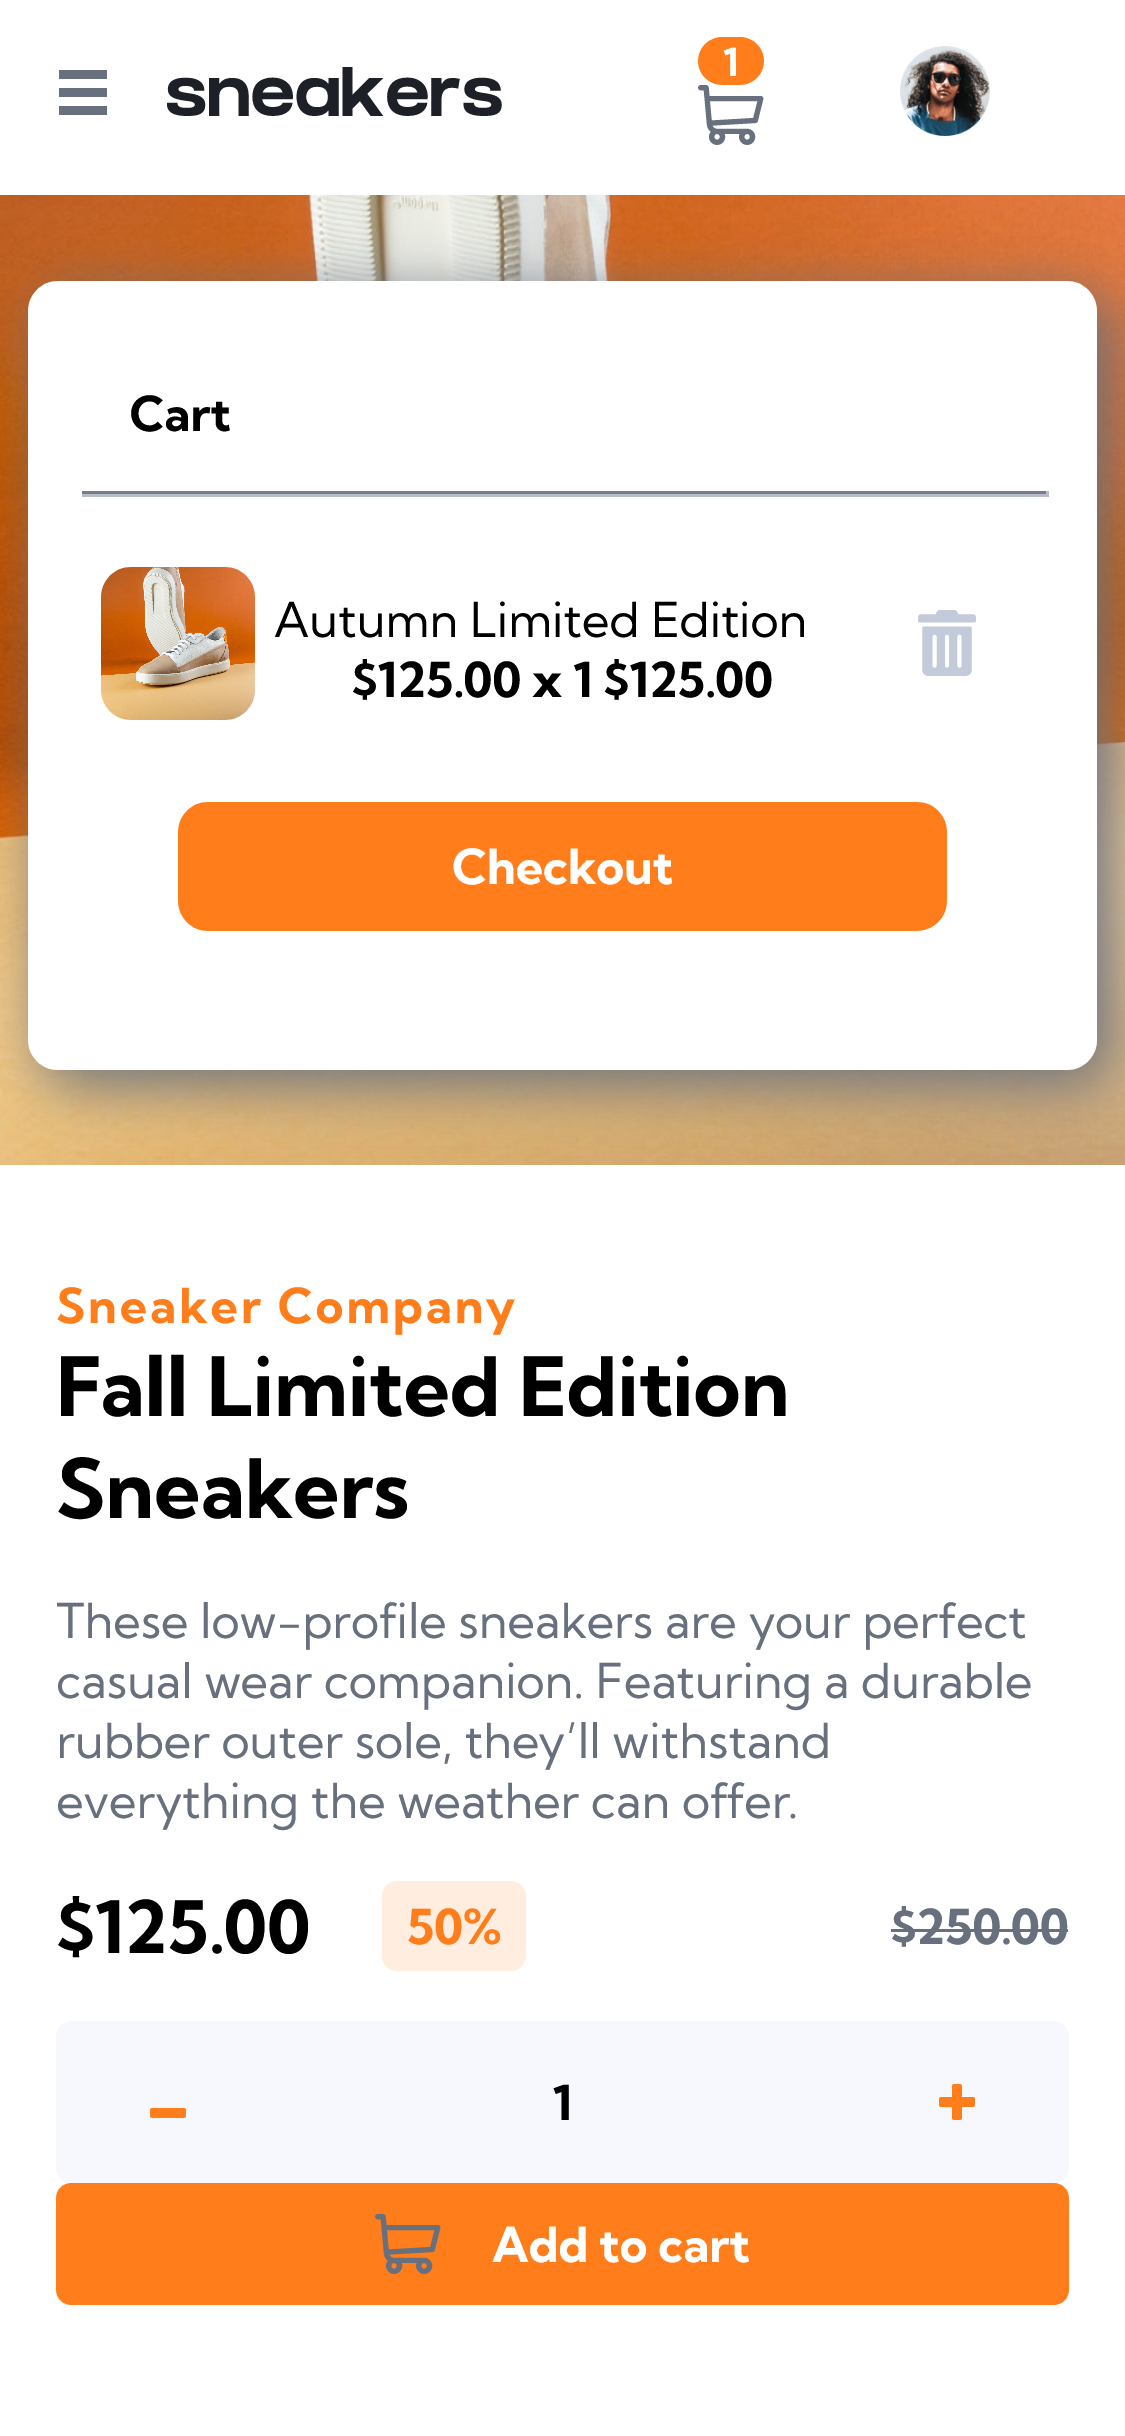 sneakers
1
Cart
Autumn Limited Edition
$125.00 x 1 $125.00
Checkout
Sneaker Company
Fall Limited Edition
Sneakers
These low-profile sneakers are your perfect
casual wear companion. Featuring a durable
rubber outer sole, they’ll withstand
everything the weather can offer.
$125.00 50% $250.00
1
Add to cart